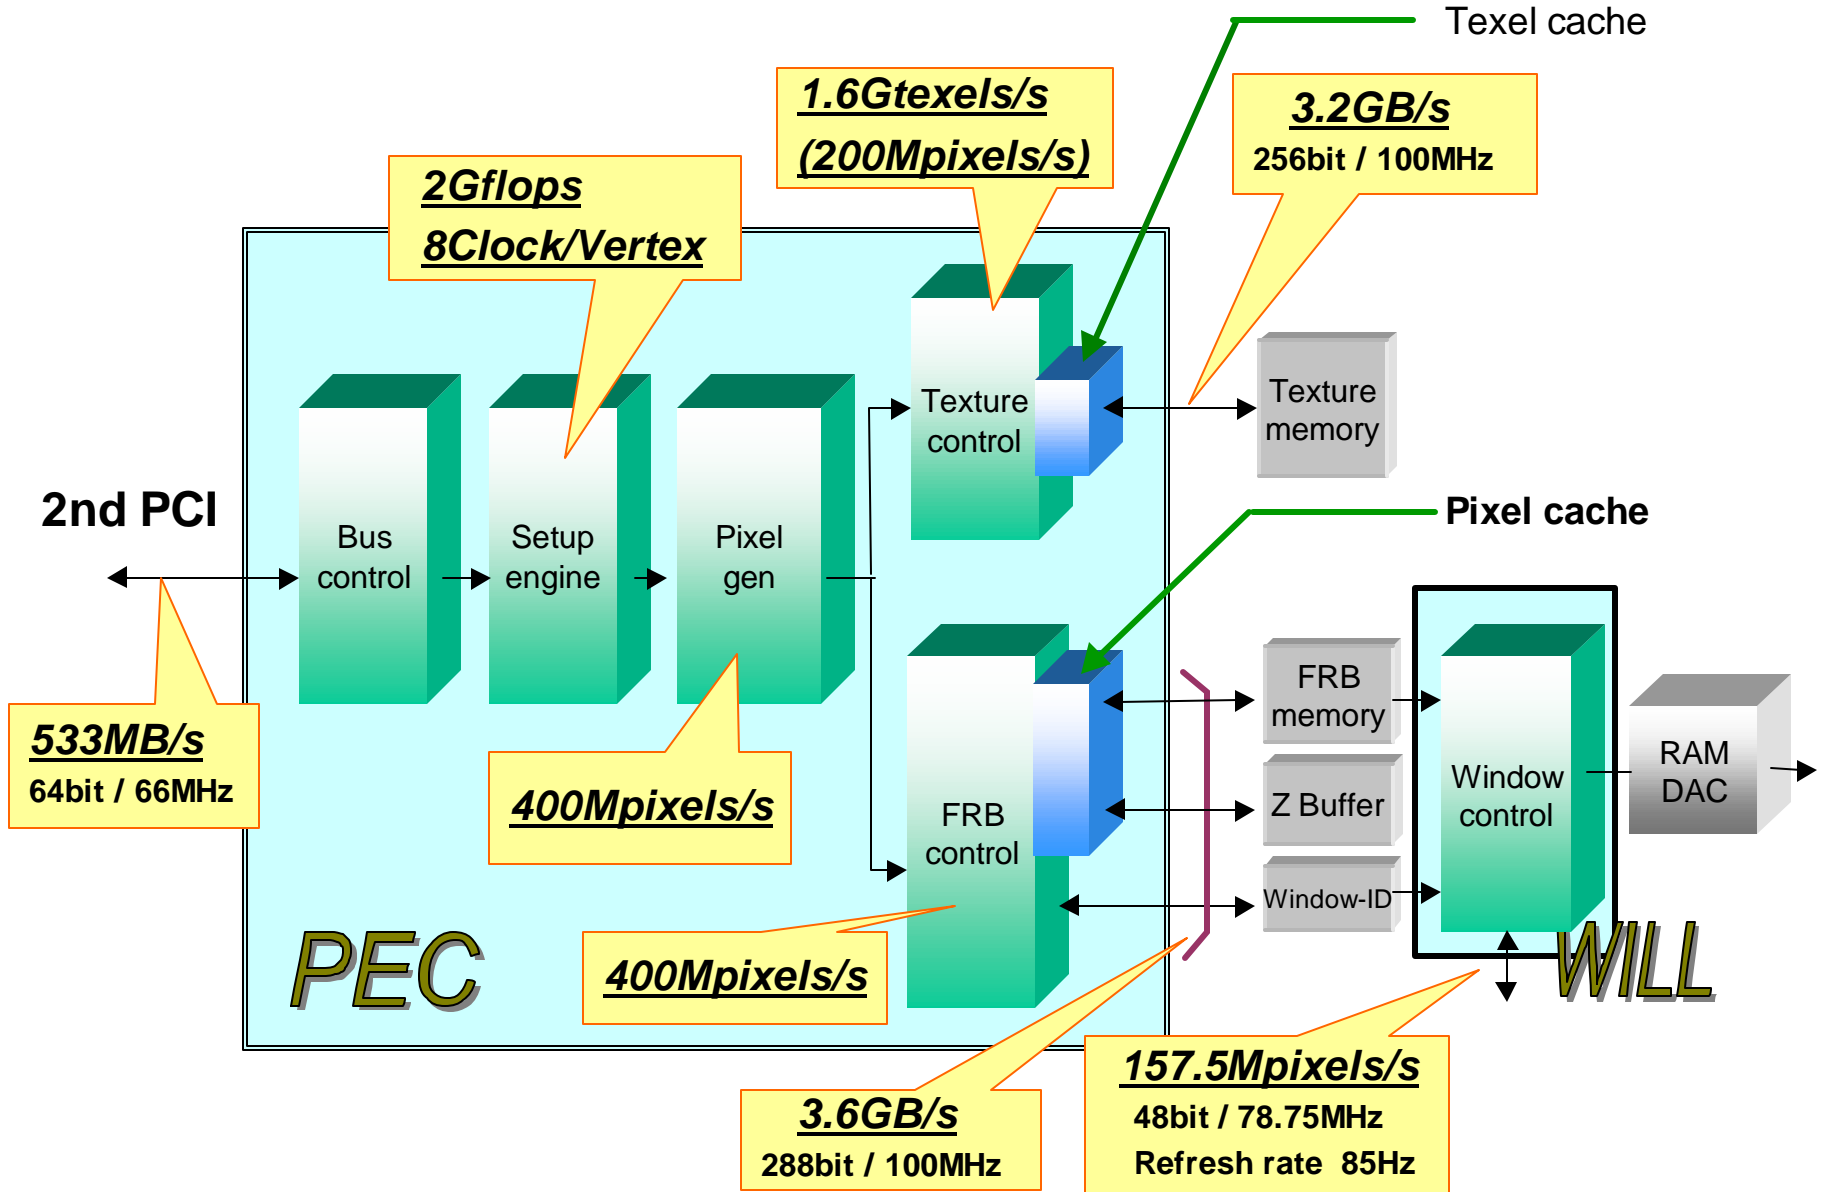 Texel cache
1.6Gtexels/s
(200Mpixels/s)
3.2GB/s
256bit / 100MHz
2Gflops
8Clock/Vertex
Texture
control
Texture
memory
2nd PCI
Bus
control
Setup
engine
Pixel
gen
Pixel cache
533MB/s
64bit / 66MHz
400Mpixels/s
FRB
control
FRB
memory
Z Buffer
Window-ID
Window
control
RAM
DAC
PEC
400Mpixels/s
WILL
3.6GB/s
288bit / 100MHz
157.5Mpixels/s
48bit / 78.75MHz
Refresh rate 85Hz